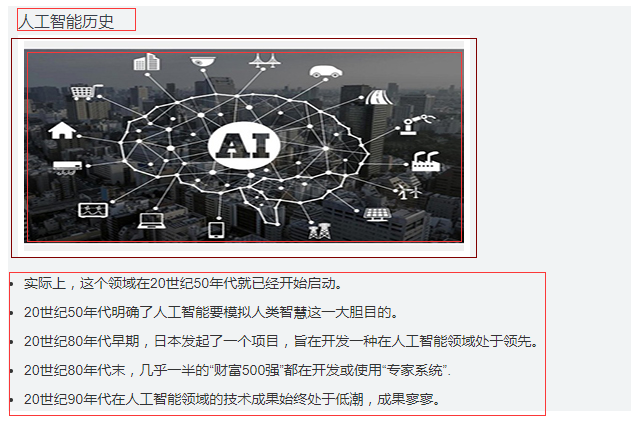 人工智能历史
AI
实际上，这个领域在20世纪50年代就已经开始启动。
20世纪50年代明确了人工智能要模拟人类智慧这一大胆目的。
20世纪80年代早期，日本发起了一个项目，旨在开发一种在人工智能领域处于领先。
20世纪80年代末，几乎一半的“财富500强”都在开发或使用“专家系统”.
20世纪90年代在人工智能领域的技术成果始终处于低潮，成果寥寥。